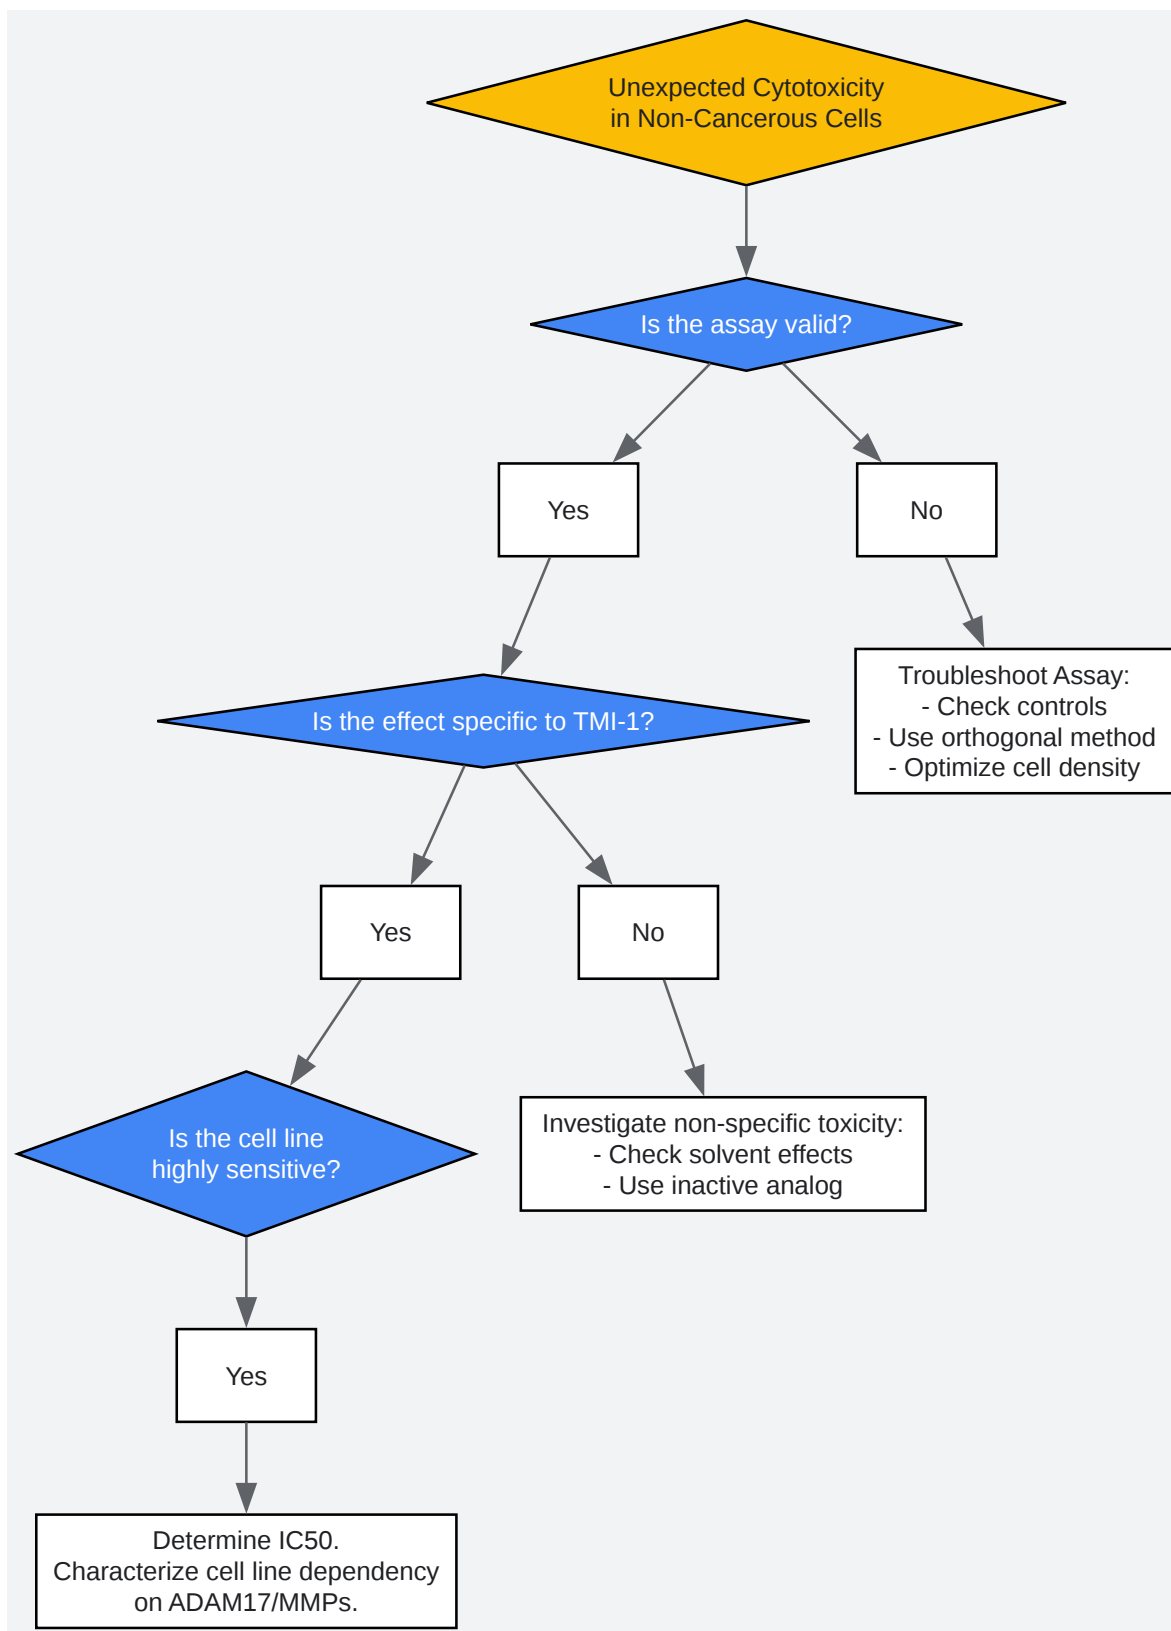 Unexpected Cytotoxicity
in Non-Cancerous Cells
Is the assay valid?
Yes
No
Troubleshoot Assay:
- Check controls
- Use orthogonal method
- Optimize cell density
Is the effect specific to TMI-1?
Yes
No
Investigate non-specific toxicity:
- Check solvent effects
- Use inactive analog
Is the cell line
highly sensitive?
Yes
Determine IC50.
Characterize cell line dependency
on ADAM17/MMPs.